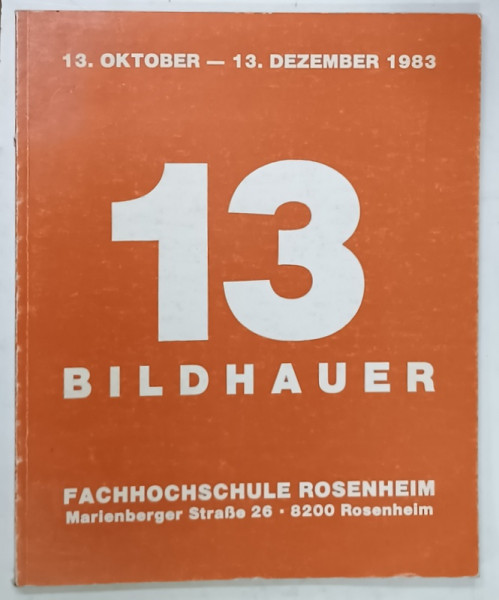 13. OKTOBER — 13. DEZEMBER 1983
13
BILDHAUER
FACHHOCHSCHULE ROSENHEIM
Marienberger Straße 26 · 8200 Rosenheim